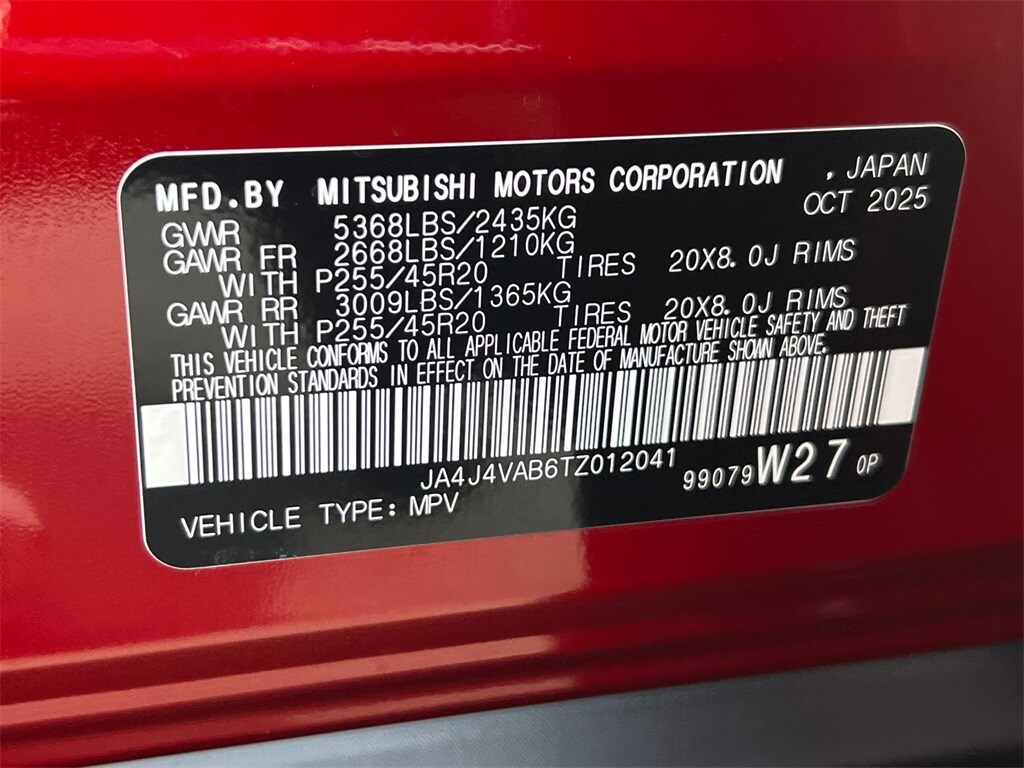 MFD.BY MITSUBISHI MOTORS CORPORATION , JAPAN
OCT 2025
GVWR 5368LBS/2435KG
GAWR FR 2668LBS/1210KG
WITH P255/45R20 TIRES 20X8.0J RIMS
GAWR RR 3009LBS/1365KG
WITH P255/45R20 TIRES 20X8.0J RIMS
THIS VEHICLE CONFORMS TO ALL APPLICABLE FEDERAL MOTOR VEHICLE SAFETY AND THEFT
PREVENTION STANDARDS IN EFFECT ON THE DATE OF MANUFACTURE SHOWN ABOVE.
JA4J4VAB6TZ012041 99079 W27 0P
VEHICLE TYPE: MPV